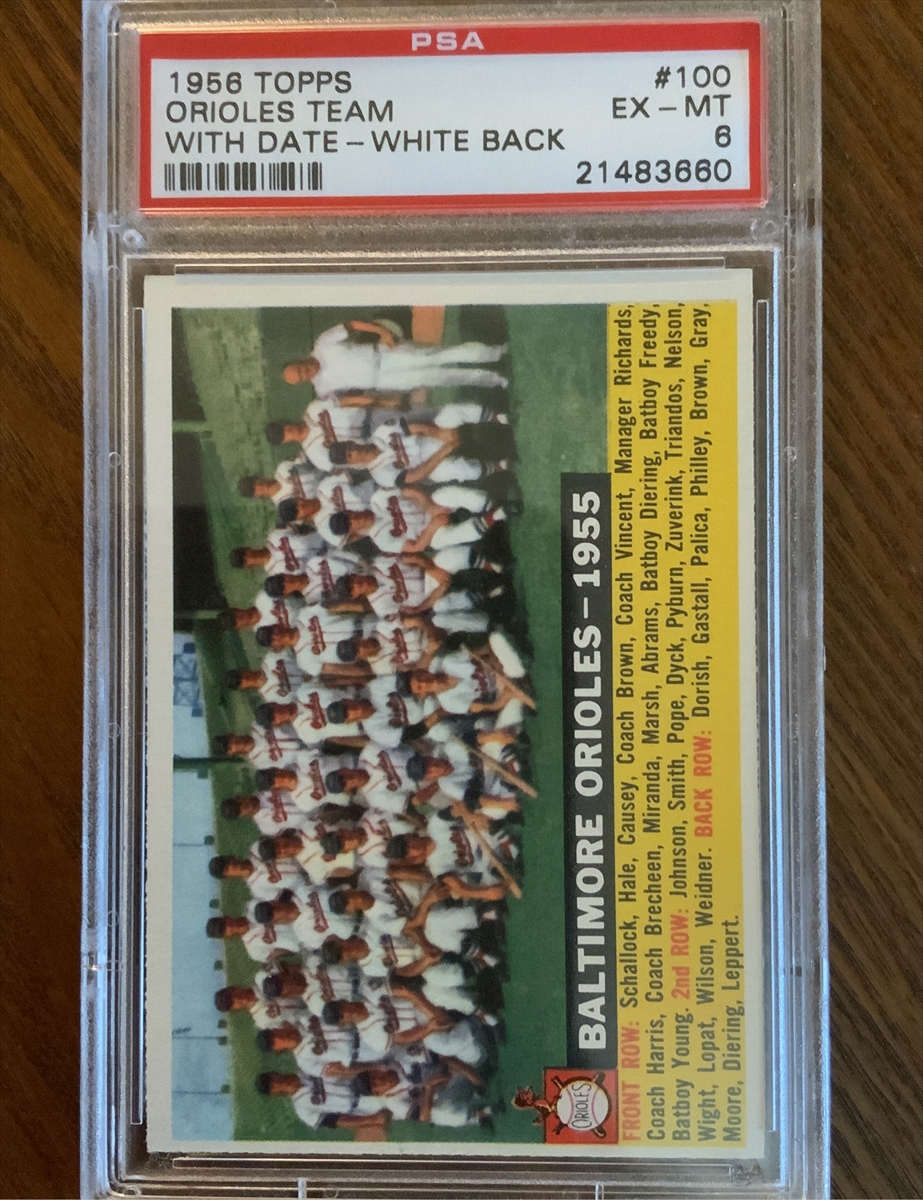 PSA
1956 TOPPS #100
ORIOLES TEAM EX - MT
WITH DATE - WHITE BACK 6
21483660
BALTIMORE ORIOLES - 1955
ORIOLES
FRONT ROW: Schallock, Hale, Causey, Coach Brown, Coach Vincent, Manager Richards,
Coach Harris, Coach Brecheen, Miranda, Marsh, Abrams, Batboy Diering, Batboy Freedy,
Batboy Young. 2nd ROW: Johnson, Smith, Pope, Dyck, Pyburn, Zuverink, Triandos, Nelson,
Wight, Lopat, Wilson, Weidner. BACK ROW: Dorish, Gastall, Palica, Philley, Brown, Gray,
Moore, Diering, Leppert.